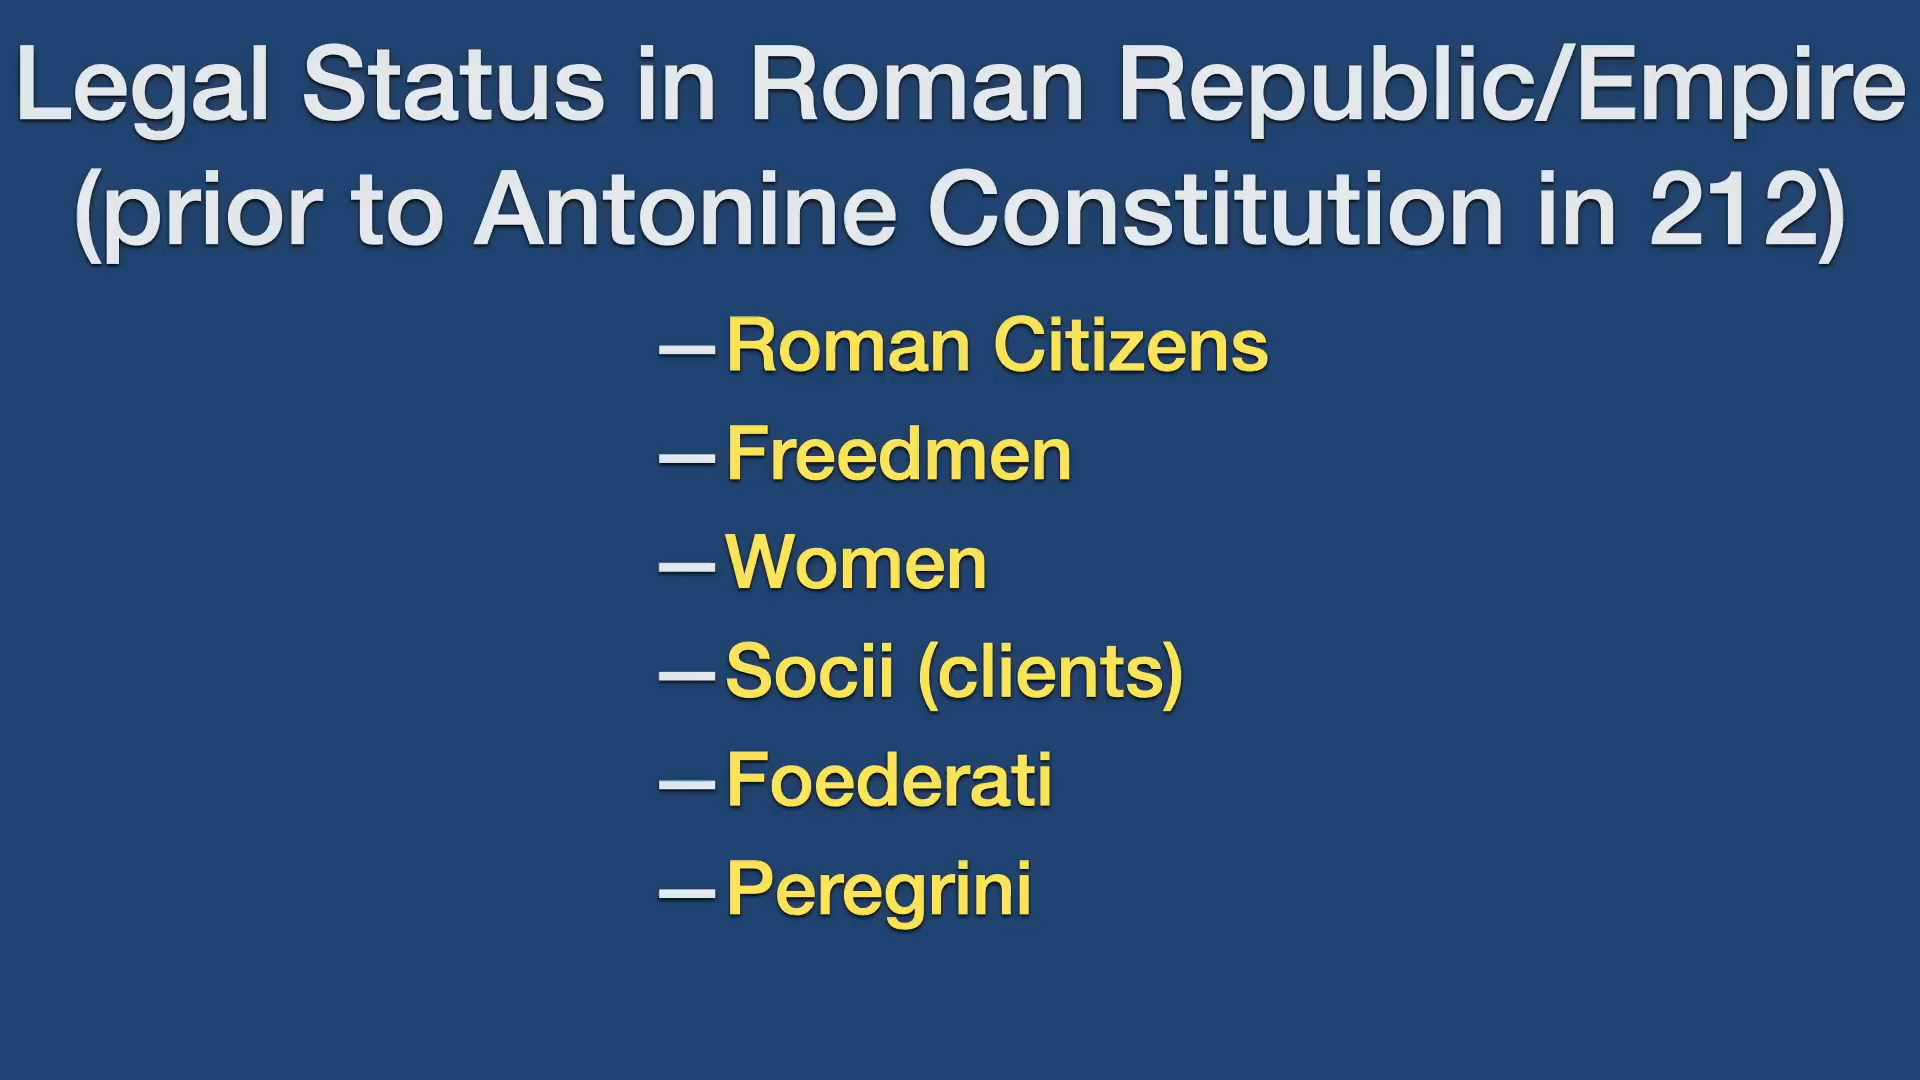 Legal Status in Roman Republic/Empire
(prior to Antonine Constitution in 212)
—Roman Citizens
—Freedmen
—Women
—Socii (clients)
—Foederati
—Peregrini